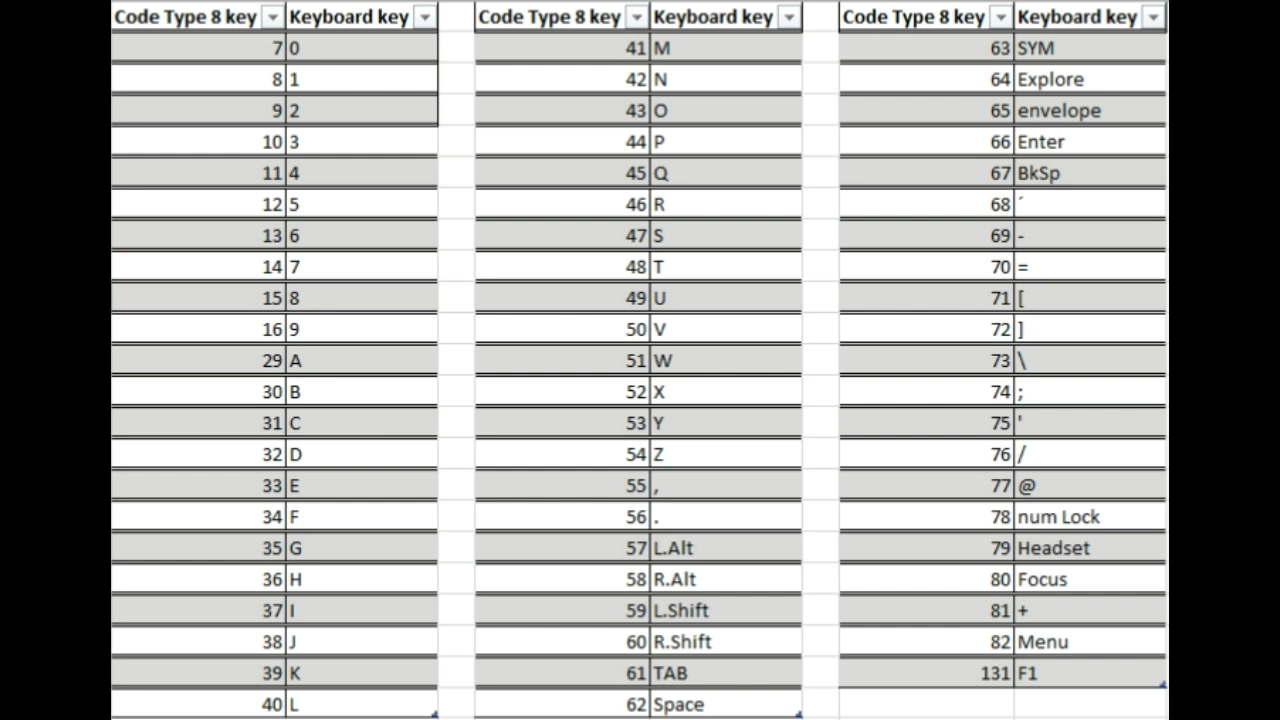 Code Type 8 key Keyboard key Code Type 8 key Keyboard key Code Type 8 key Keyboard key
7 0 41 M 63 SYM
8 1 42 N 64 Explore
9 2 43 O 65 envelope
10 3 44 P 66 Enter
11 4 45 Q 67 BkSp
12 5 46 R 68 ´
13 6 47 S 69 -
14 7 48 T 70 =
15 8 49 U 71 [
16 9 50 V 72 ]
29 A 51 W 73 \
30 B 52 X 74 ;
31 C 53 Y 75 '
32 D 54 Z 76 /
33 E 55 , 77 @
34 F 56 . 78 num Lock
35 G 57 L.Alt 79 Headset
36 H 58 R.Alt 80 Focus
37 I 59 L.Shift 81 +
38 J 60 R.Shift 82 Menu
39 K 61 TAB 131 F1
40 L 62 Space